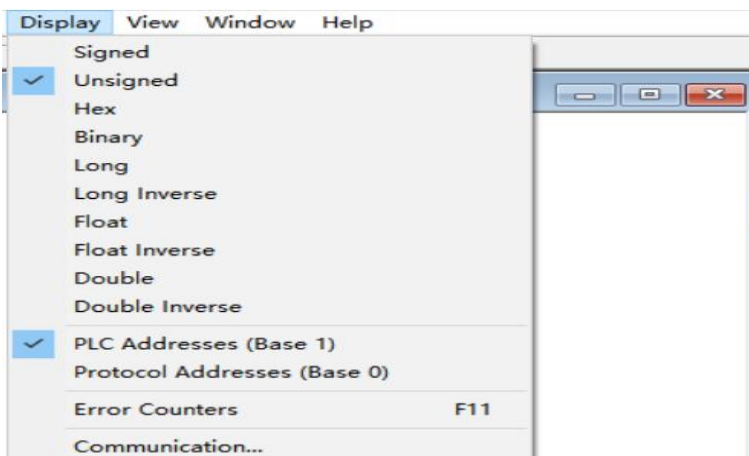 Display View Window Help
Signed
Unsigned
Hex
Binary
Long
Long Inverse
Float
Float Inverse
Double
Double Inverse
PLC Addresses (Base 1)
Protocol Addresses (Base 0)
Error Counters F11
Communication...